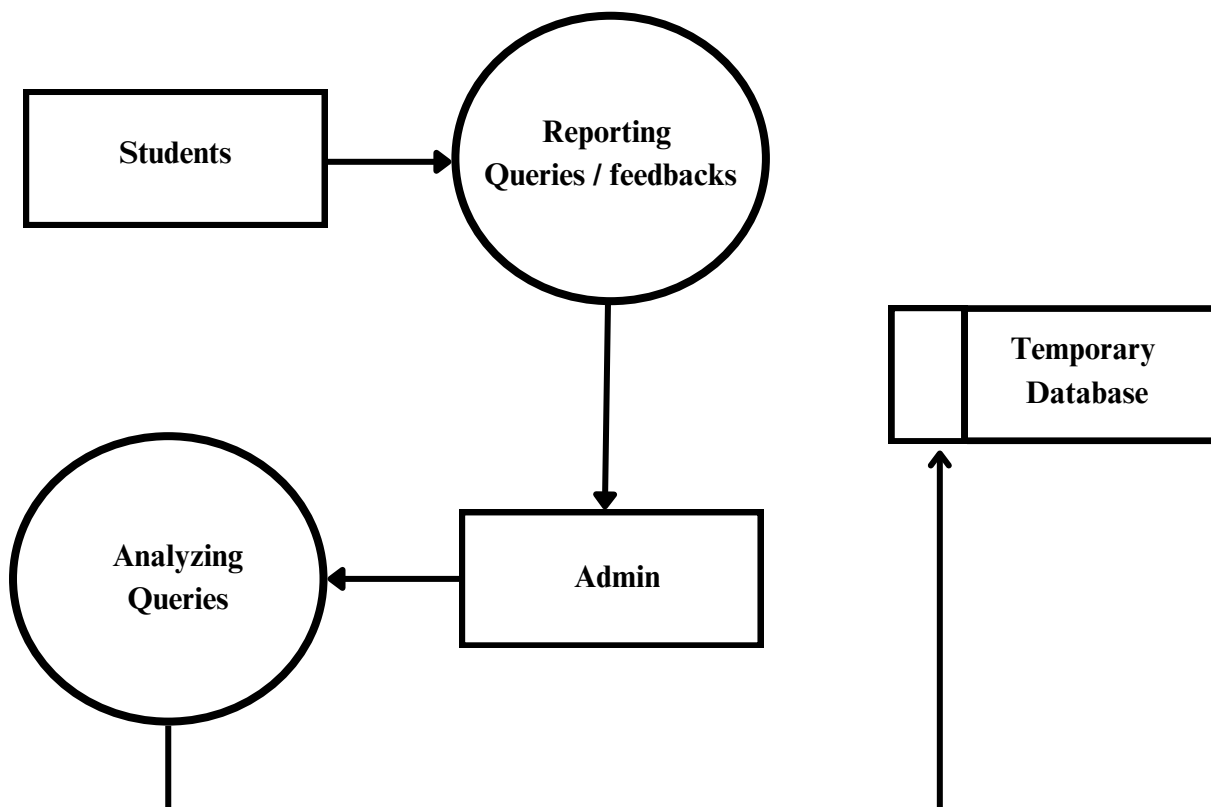 Students
Reporting
Queries / feedbacks
Temporary
Database
Analyzing
Queries
Admin